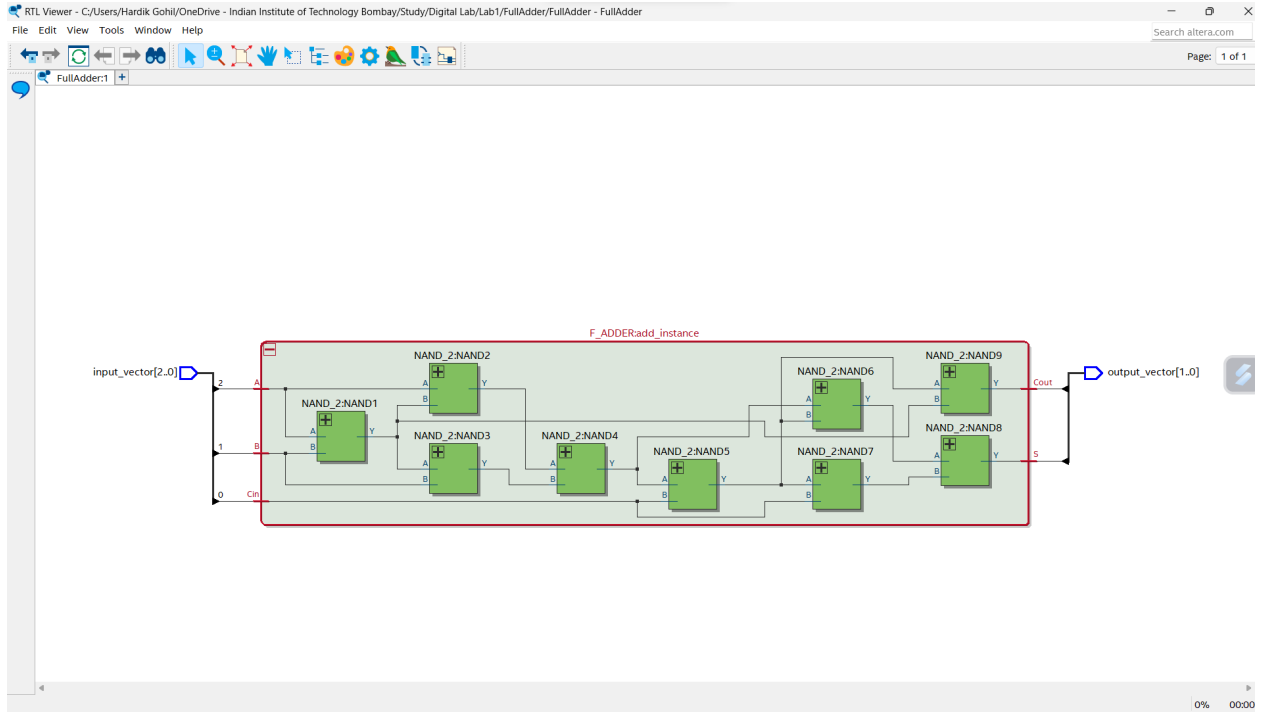 RTL Viewer - C:/Users/Hardik Gohil/OneDrive - Indian Institute of Technology Bombay/Study/Digital Lab/Lab1/FullAdder/FullAdder - FullAdder
File Edit View Tools Window Help
Search altera.com
Page: 1 of 1
FullAdder:1
F_ADDER:add_instance
input_vector[2..0]
2
1
0
A
B
Cin
NAND_2:NAND1
A
B
Y
NAND_2:NAND2
A
B
Y
NAND_2:NAND3
A
B
Y
NAND_2:NAND4
A
B
Y
NAND_2:NAND5
A
B
Y
NAND_2:NAND6
A
B
Y
NAND_2:NAND7
A
B
Y
NAND_2:NAND9
A
B
Y
NAND_2:NAND8
A
B
Y
Cout
S
output_vector[1..0]
0% 00:00